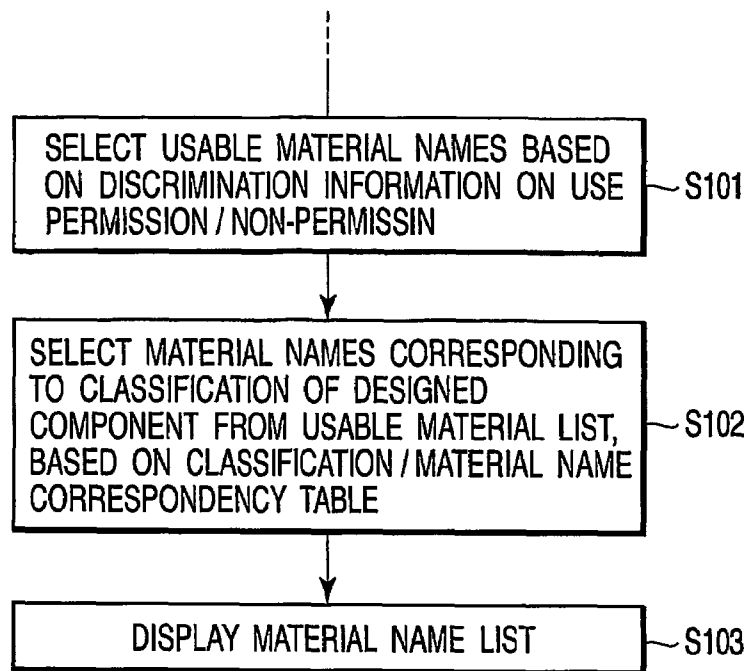 SELECT USABLE MATERIAL NAMES BASED
ON DISCRIMINATION INFORMATION ON USE
PERMISSION / NON-PERMISSIN
S101
SELECT MATERIAL NAMES CORRESPONDING
TO CLASSIFICATION OF DESIGNED
COMPONENT FROM USABLE MATERIAL LIST,
BASED ON CLASSIFICATION / MATERIAL NAME
CORRESPONDENCY TABLE
S102
DISPLAY MATERIAL NAME LIST
S103